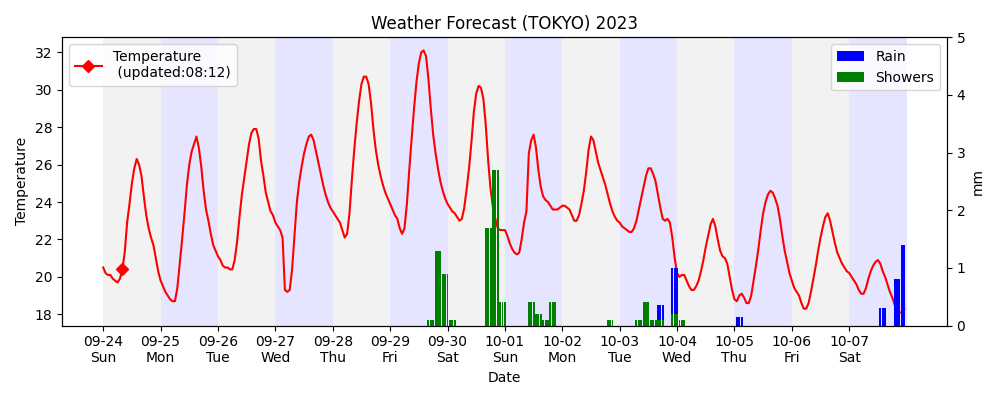 Weather Forecast (TOKYO) 2023
Temperature
(updated:08:12)
Rain
Showers
Temperature
32
30
28
26
24
22
20
18
5
4
3
2
1
0
mm
09-24 09-25 09-26 09-27 09-28 09-29 09-30 10-01 10-02 10-03 10-04 10-05 10-06 10-07
Sun Mon Tue Wed Thu Fri Sat Sun Mon Tue Wed Thu Fri Sat
Date